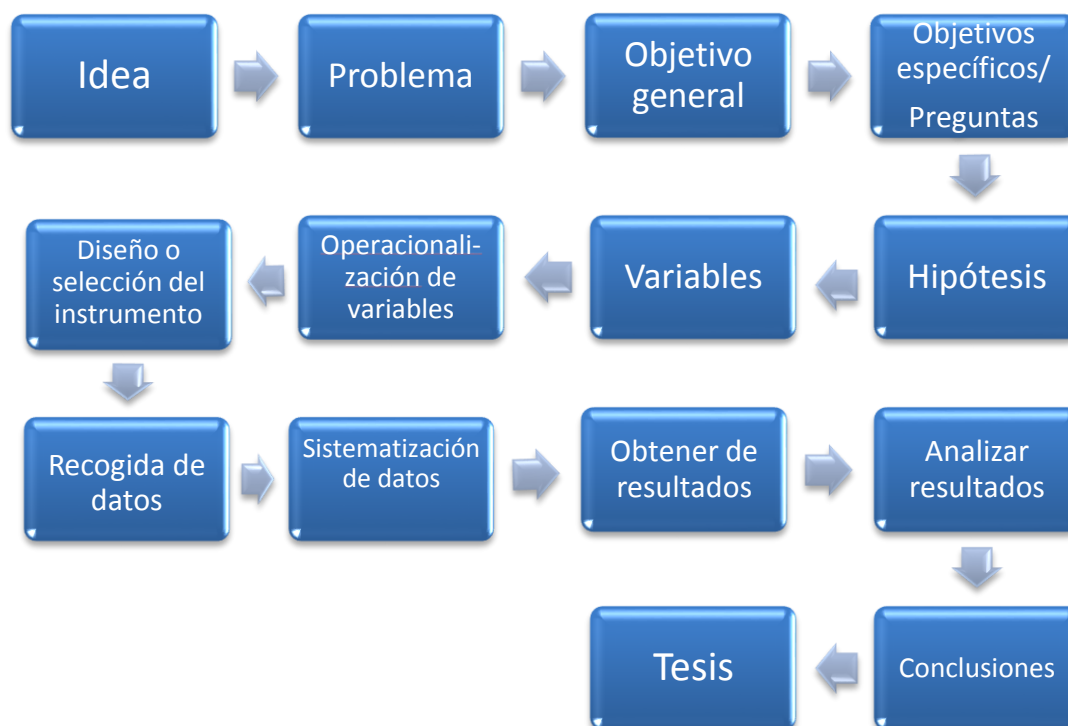 Idea
Problema
Objetivo
general
Objetivos
específicos/
Preguntas
Hipótesis
Variables
Operacionali-
zación de
variables
Diseño o
selección del
instrumento
Recogida de
datos
Sistematización
de datos
Obtener de
resultados
Analizar
resultados
Conclusiones
Tesis